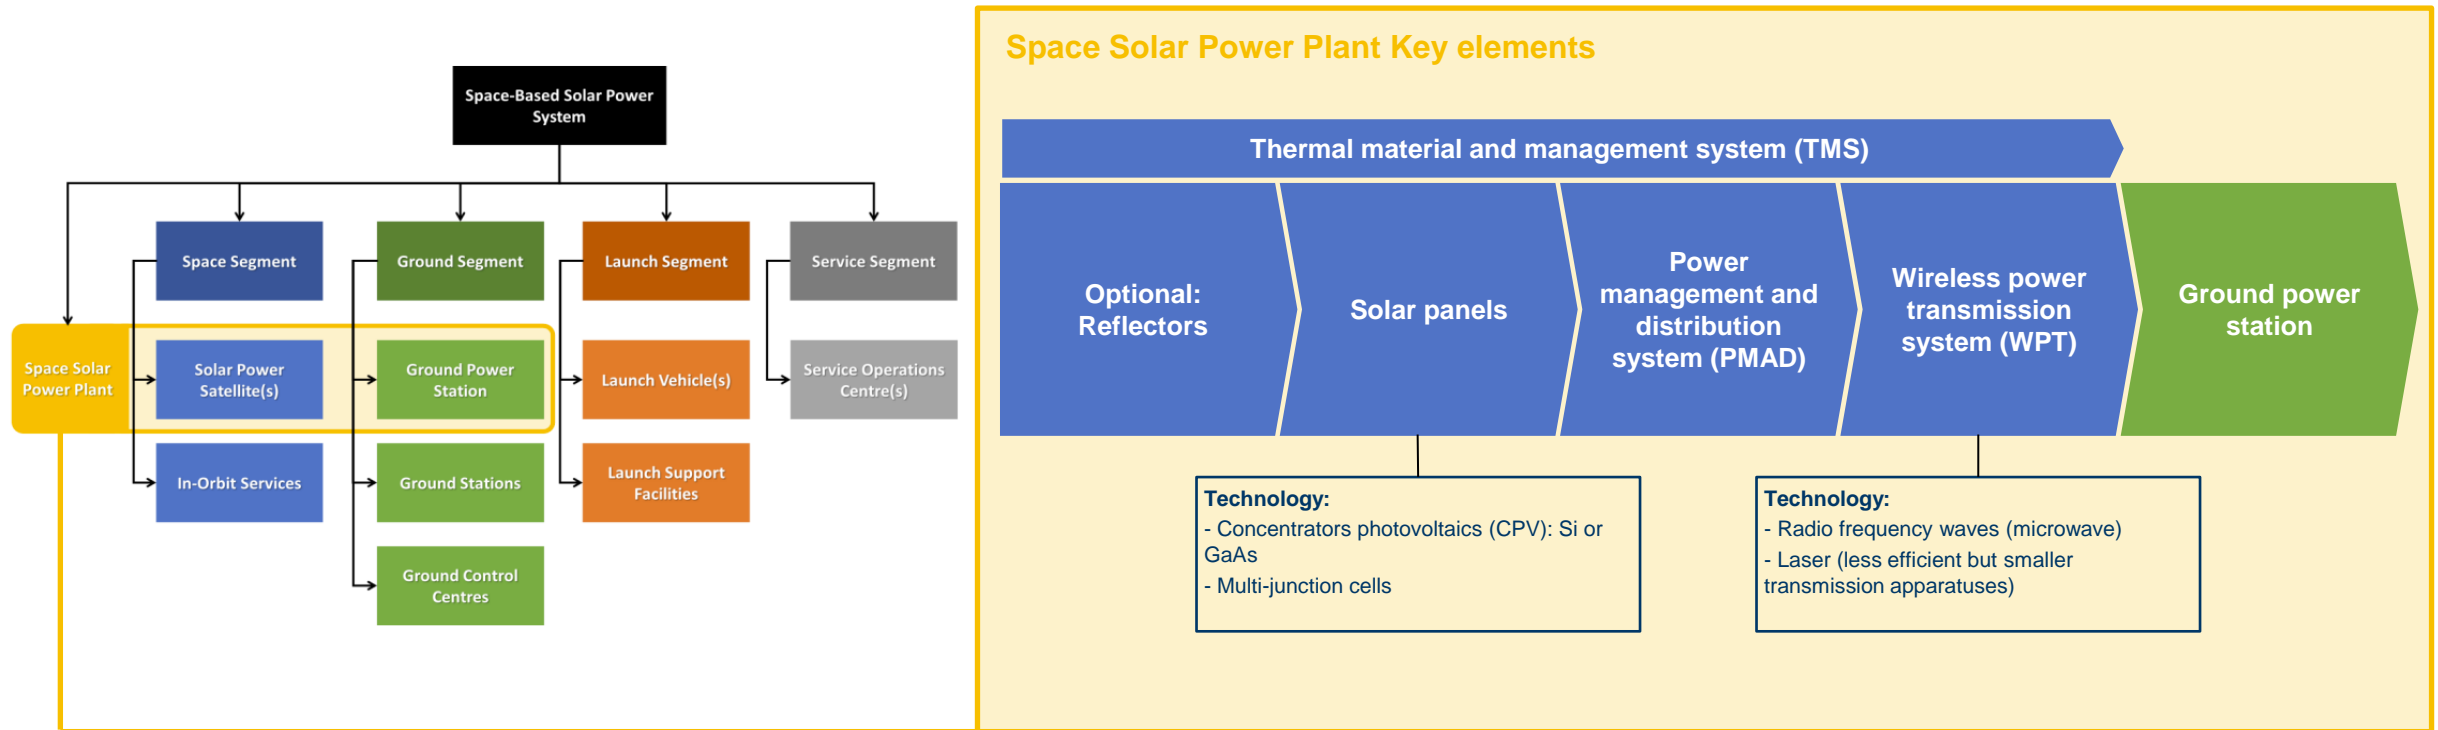 Space-Based Solar Power
System
Space Segment
Ground Segment
Launch Segment
Service Segment
Space Solar
Power Plant
Solar Power
Satellite(s)
Ground Power
Station
Launch Vehicle(s)
Service Operations
Centre(s)
In-Orbit Services
Ground Stations
Launch Support
Facilities
Ground Control
Centres
Space Solar Power Plant Key elements
Thermal material and management system (TMS)
Optional:
Reflectors
Solar panels
Power
management and
distribution
system (PMAD)
Wireless power
transmission
system (WPT)
Ground power
station
Technology:
- Concentrators photovoltaics (CPV): Si or
GaAs
- Multi-junction cells
Technology:
- Radio frequency waves (microwave)
- Laser (less efficient but smaller
transmission apparatuses)